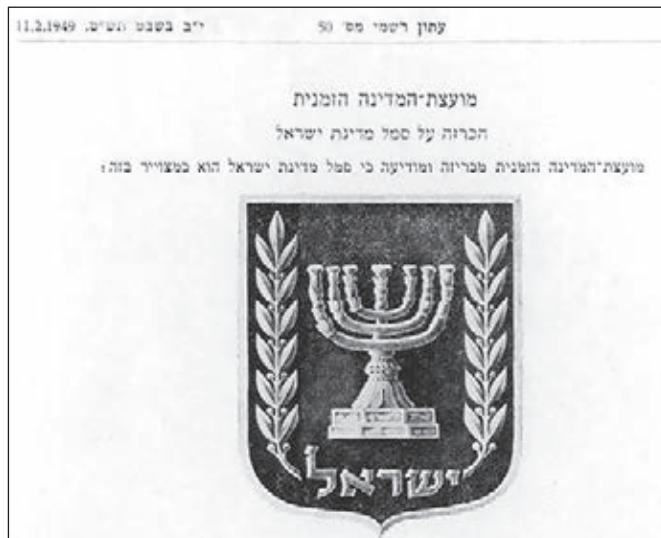 עתון רשמי מס' 50 י"ב בשבט תש"ט, 11.2.1949
מועצת־המדינה הזמנית
הכרזה על סמל מדינת ישראל
מועצת־המדינה הזמנית מכריזה ומודיעה כי סמל מדינת ישראל הוא כמצוייר בזה:
ישראל